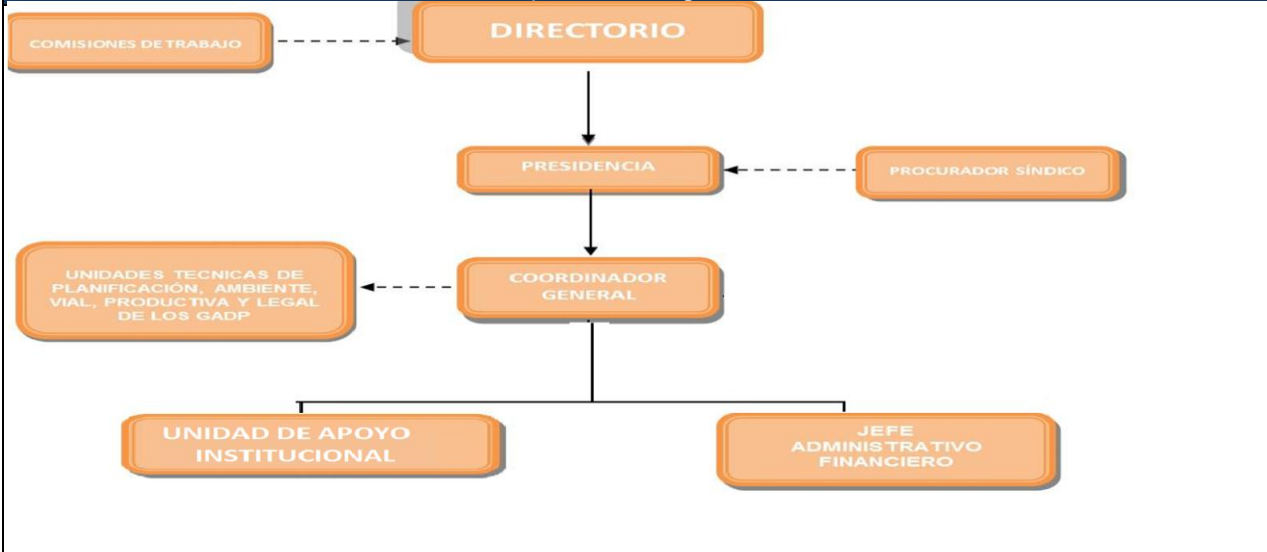 DIRECTORIO
COMISIONES DE TRABAJO
PRESIDENCIA
PROCURADOR SÍNDICO
UNIDADES TECNICAS DE
PLANIFICACIÓN, AMBIENTE,
VIAL, PRODUCTIVA Y LEGAL
DE LOS GADP
COORDINADOR
GENERAL
UNIDAD DE APOYO
INSTITUCIONAL
JEFE
ADMINISTRATIVO
FINANCIERO